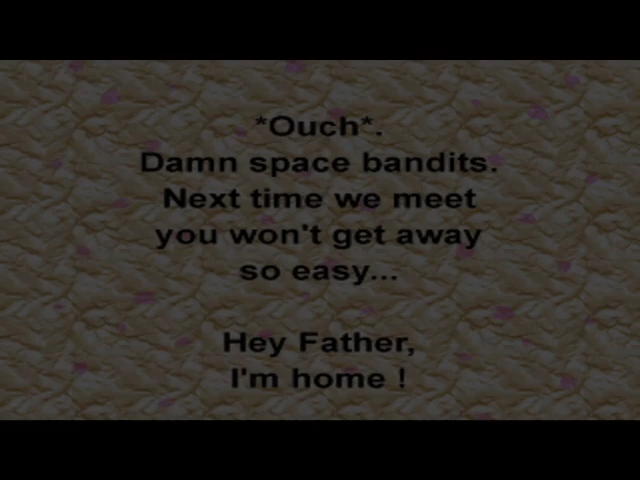 *Ouch*.
Damn space bandits.
Next time we meet
you won't get away
so easy...
Hey Father,
I'm home !